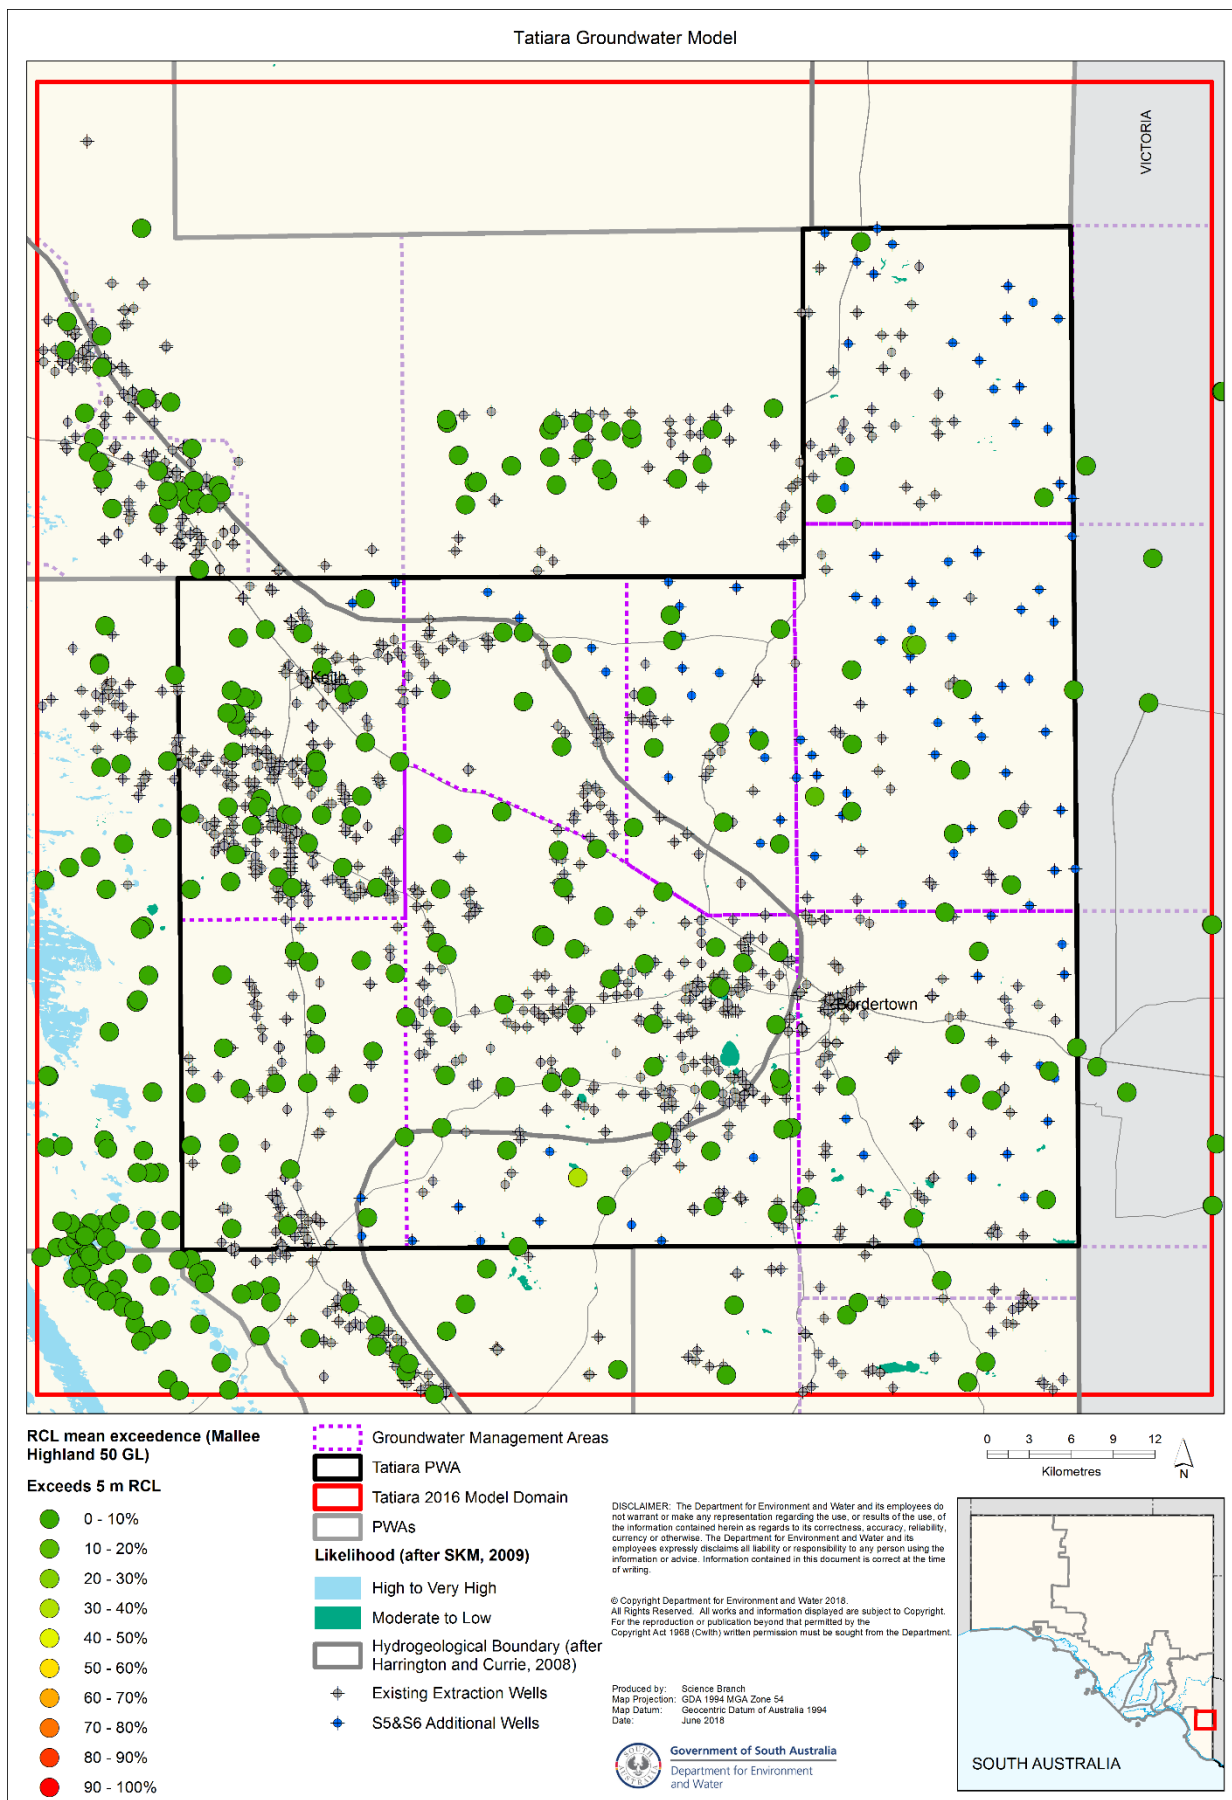 Tatiara Groundwater Model
VICTORIA
Keith
Bordertown
RCL mean exceedence (Mallee
Highland 50 GL)
Exceeds 5 m RCL
0 - 10%
10 - 20%
20 - 30%
30 - 40%
40 - 50%
50 - 60%
60 - 70%
70 - 80%
80 - 90%
90 - 100%
Groundwater Management Areas
Tatiara PWA
Tatiara 2016 Model Domain
PWAs
Likelihood (after SKM, 2009)
High to Very High
Moderate to Low
Hydrogeological Boundary (after
Harrington and Currie, 2008)
Existing Extraction Wells
S5&S6 Additional Wells
0 3 6 9 12
Kilometres
N
DISCLAIMER: The Department for Environment and Water and its employees do
not warrant or make any representation regarding the use, or results of the use, of
the information contained herein as regards to its correctness, accuracy, reliability,
currency or otherwise. The Department for Environment and Water and its
employees expressly disclaims all liability or responsibility to any person using the
information or advice. Information contained in this document is correct at the time
of writing.
© Copyright Department for Environment and Water 2018.
All Rights Reserved. All works and information displayed are subject to Copyright.
For the reproduction or publication beyond that permitted by the
Copyright Act 1968 (Cwlth) written permission must be sought from the Department.
Produced by: Science Branch
Map Projection: GDA 1994 MGA Zone 54
Map Datum: Geocentric Datum of Australia 1994
Date: June 2018
Government of South Australia
Department for Environment
and Water
SOUTH AUSTRALIA